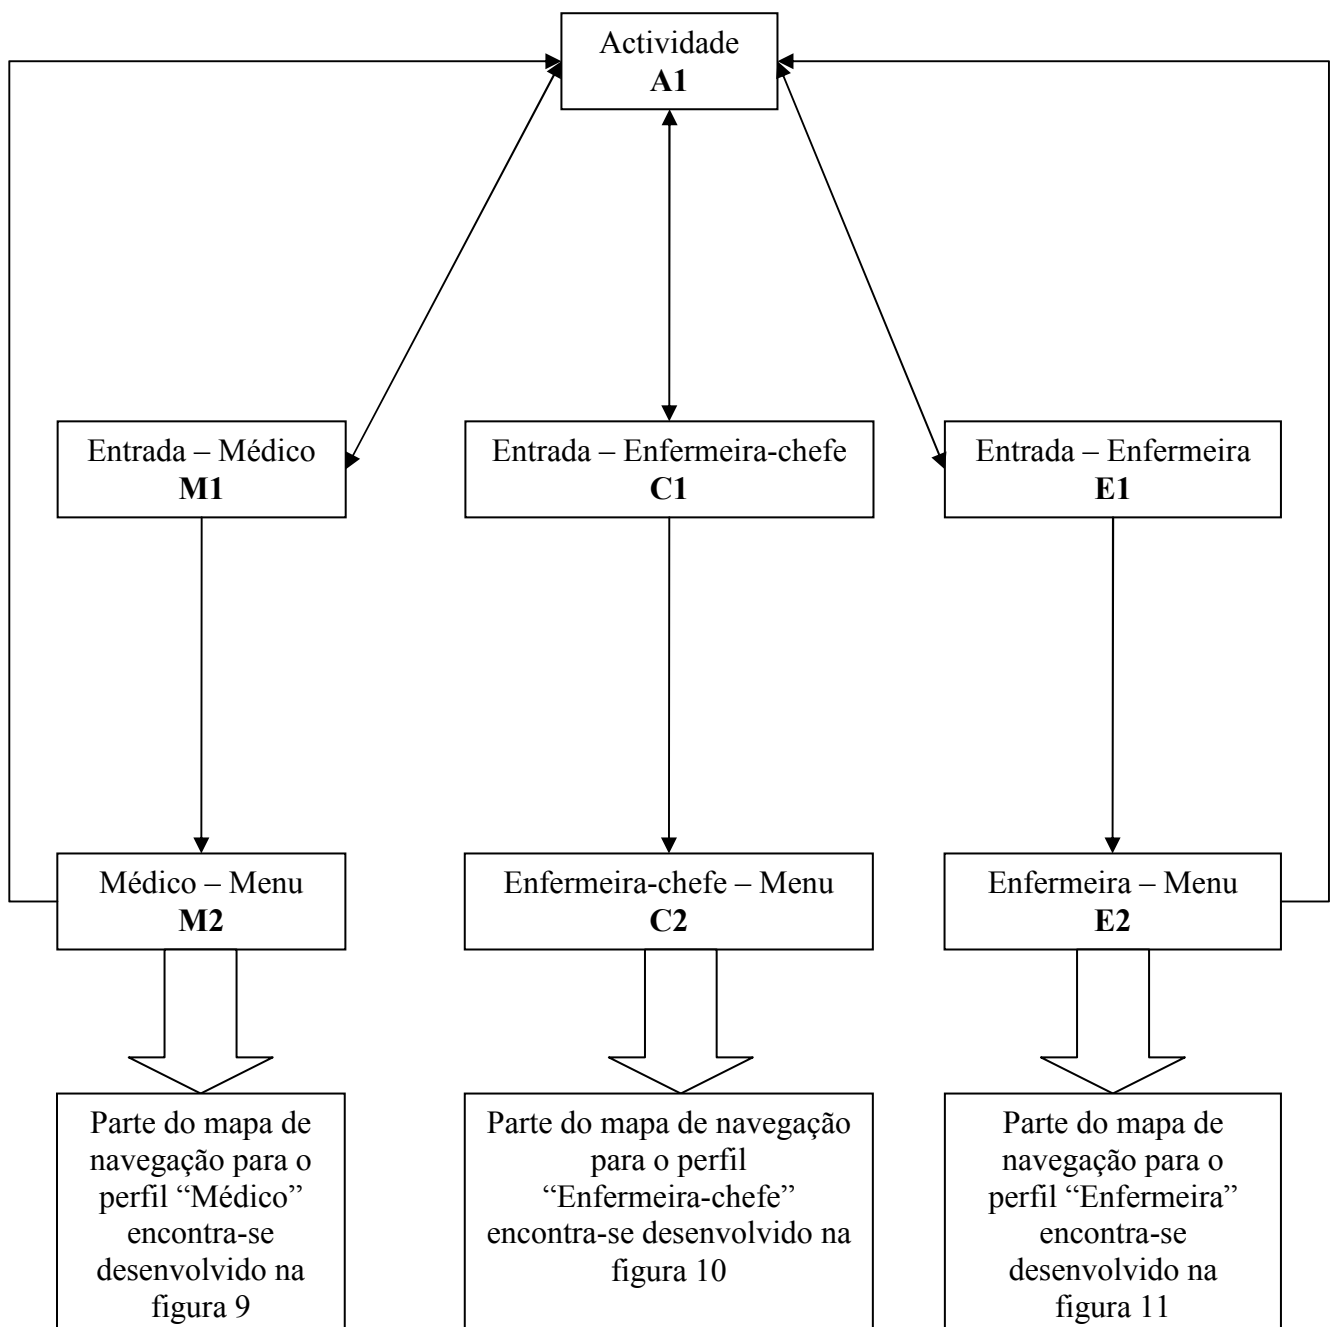 Actividade
A1
Entrada – Médico
M1
Entrada – Enfermeira-chefe
C1
Entrada – Enfermeira
E1
Médico – Menu
M2
Enfermeira-chefe – Menu
C2
Enfermeira – Menu
E2
Parte do mapa de
navegação para o
perfil “Médico”
encontra-se
desenvolvido na
figura 9
Parte do mapa de navegação
para o perfil
“Enfermeira-chefe”
encontra-se desenvolvido na
figura 10
Parte do mapa de
navegação para o
perfil “Enfermeira”
encontra-se
desenvolvido na
figura 11